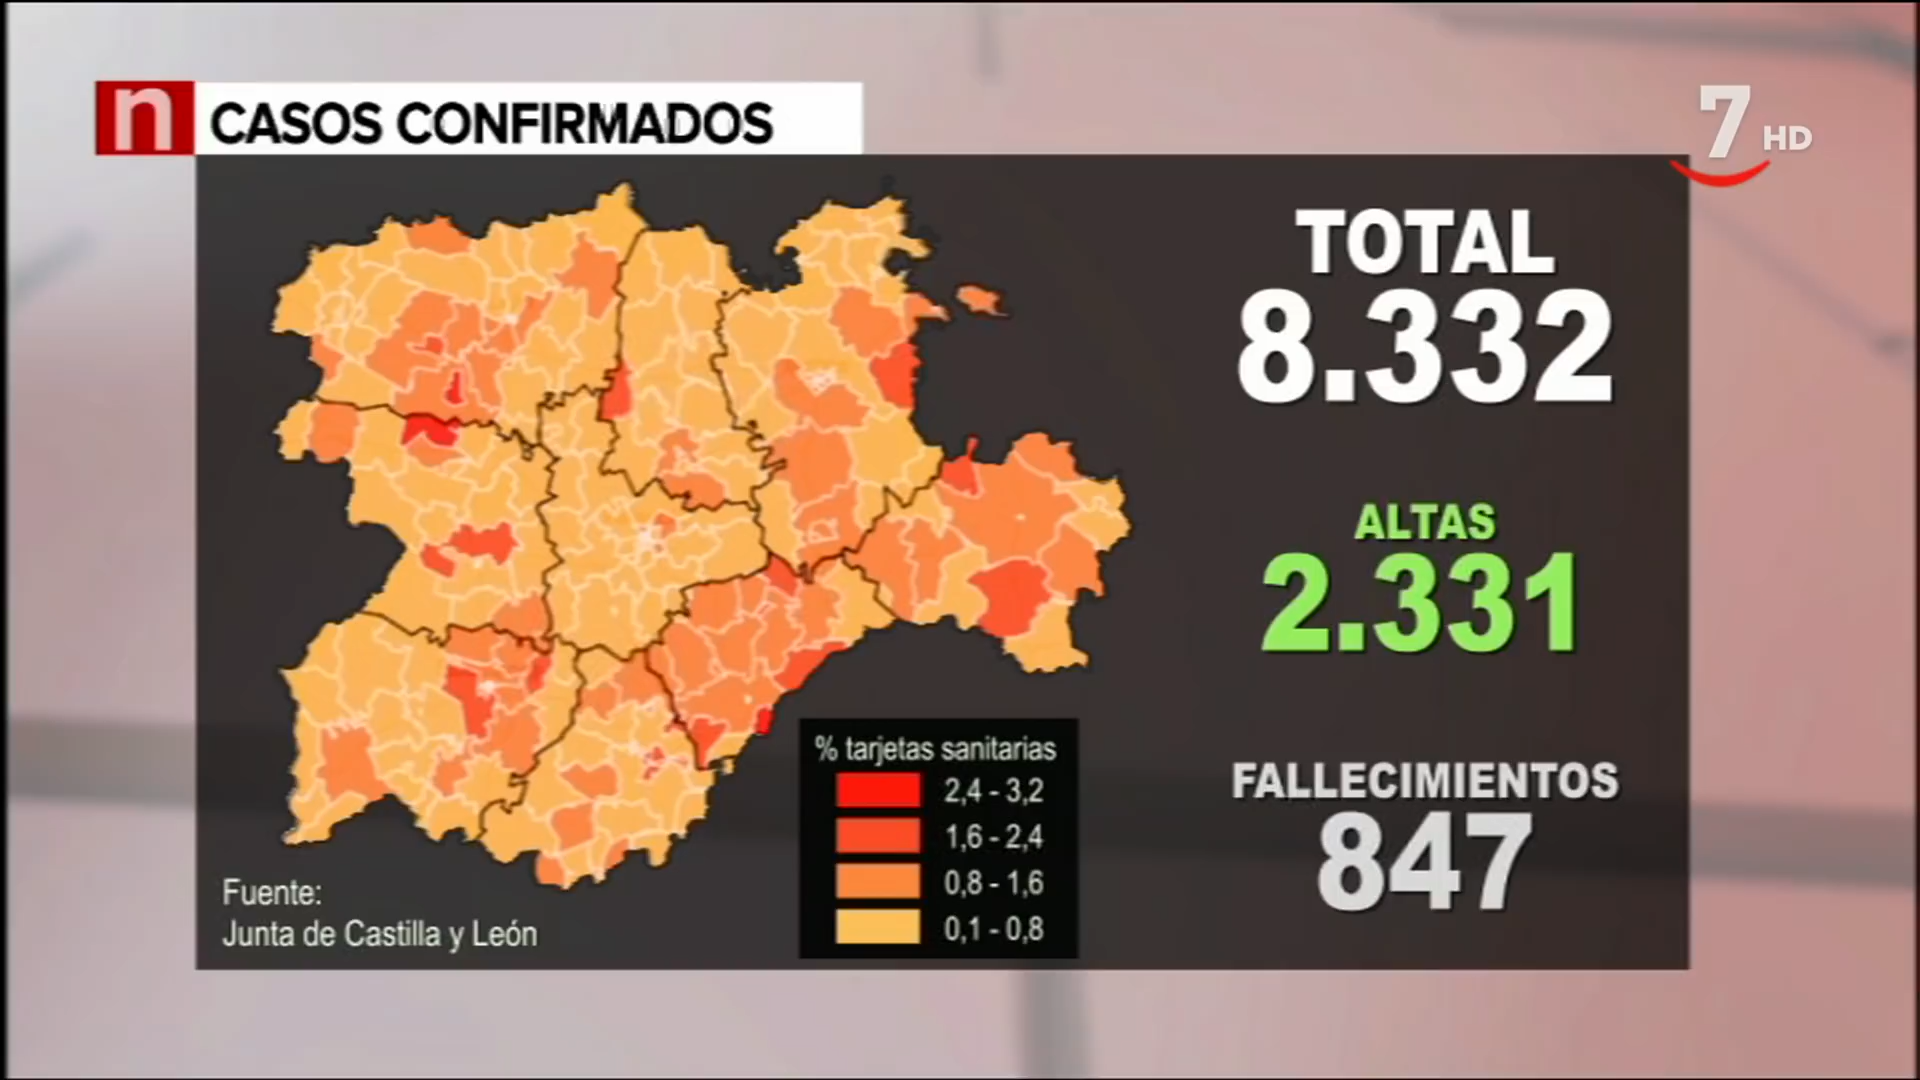 n CASOS CONFIRMADOS
7 HD
TOTAL
8.332
ALTAS
2.331
FALLECIMIENTOS
847
% tarjetas sanitarias
2,4 - 3,2
1,6 - 2,4
0,8 - 1,6
0,1 - 0,8
Fuente:
Junta de Castilla y León